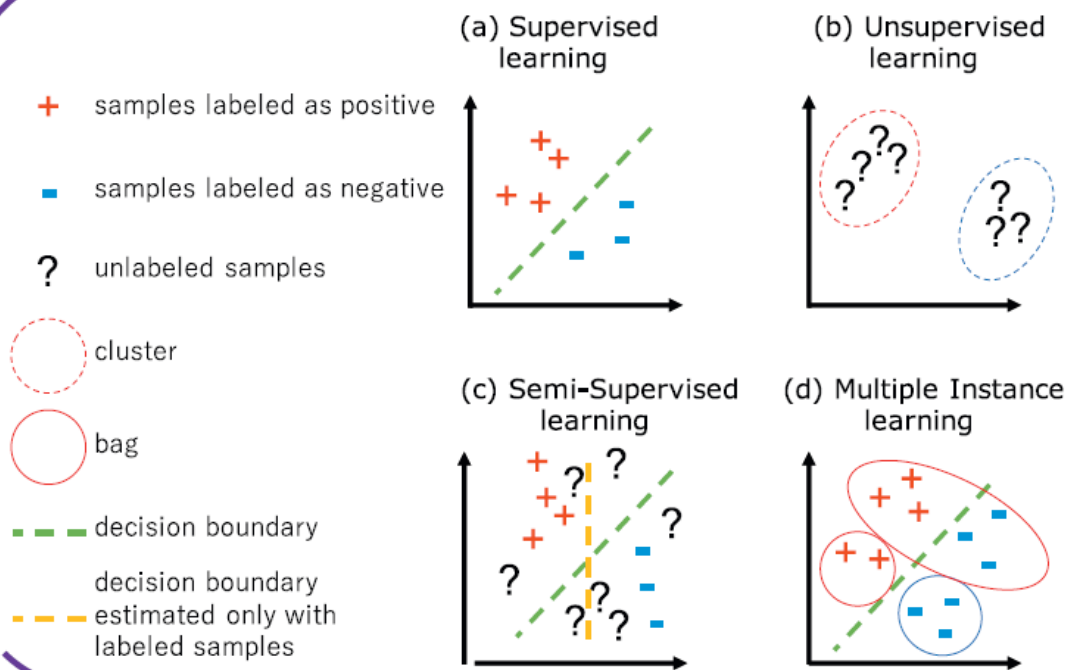 (a) Supervised
learning
(b) Unsupervised
learning
samples labeled as positive
samples labeled as negative
? unlabeled samples
cluster
bag
decision boundary
decision boundary
estimated only with
labeled samples
? ? ? ? ?
? ? ?
(c) Semi-Supervised
learning
(d) Multiple Instance
learning
? ? ? ? ? ? ?